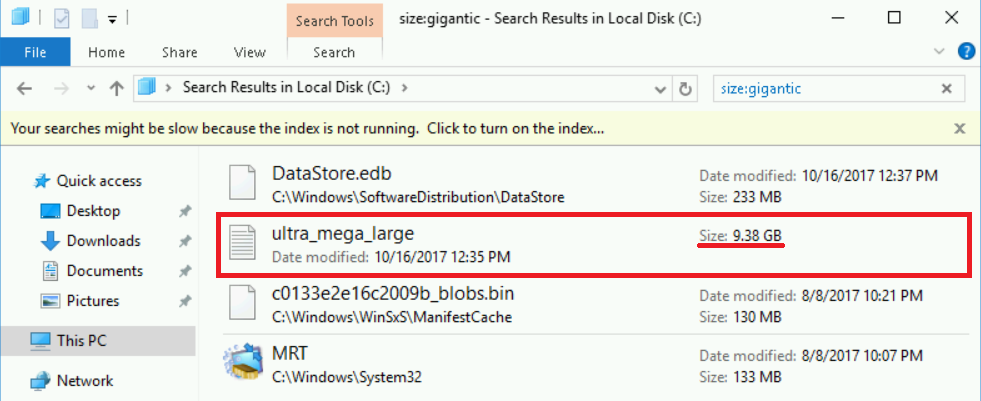 Search Tools
size:gigantic - Search Results in Local Disk (C:)
File Home Share View Search
Search Results in Local Disk (C:)
size:gigantic
Your searches might be slow because the index is not running. Click to turn on the index...
Quick access
Desktop
Downloads
Documents
Pictures
This PC
Network
DataStore.edb
C:\Windows\SoftwareDistribution\DataStore
Date modified: 10/16/2017 12:37 PM
Size: 233 MB
ultra_mega_large
Date modified: 10/16/2017 12:35 PM
Size: 9.38 GB
c0133e2e16c2009b_blobs.bin
C:\Windows\WinSxS\ManifestCache
Date modified: 8/8/2017 10:21 PM
Size: 130 MB
MRT
C:\Windows\System32
Date modified: 8/8/2017 10:07 PM
Size: 133 MB